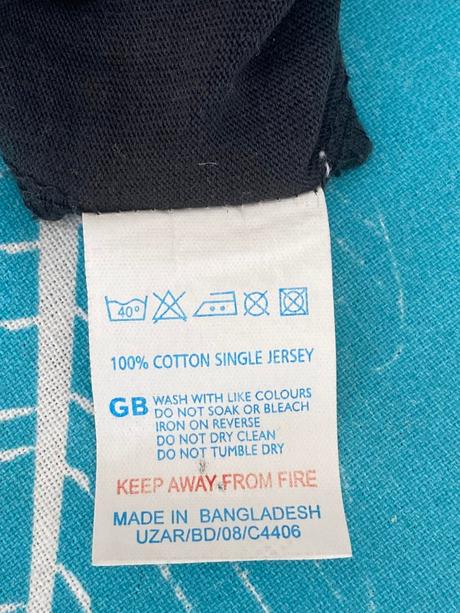 40°
100% COTTON SINGLE JERSEY
GB WASH WITH LIKE COLOURS
DO NOT SOAK OR BLEACH
IRON ON REVERSE
DO NOT DRY CLEAN
DO NOT TUMBLE DRY
KEEP AWAY FROM FIRE
MADE IN BANGLADESH
UZAR/BD/08/C4406